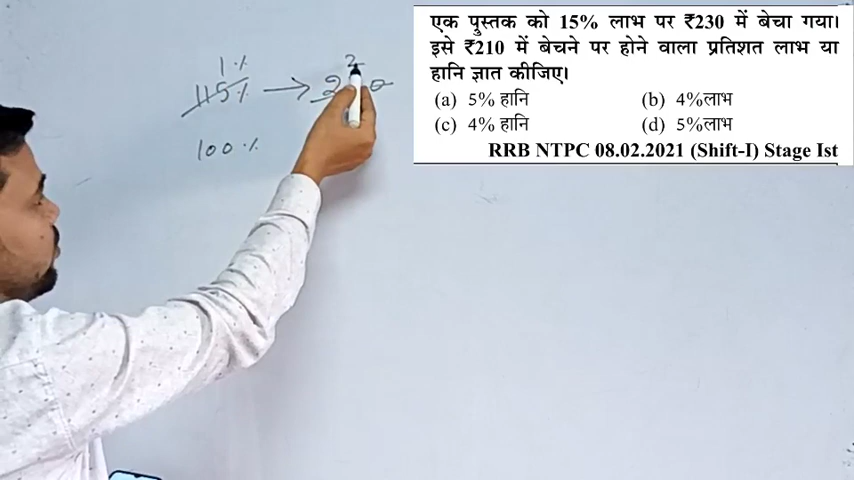 एक पुस्तक को 15% लाभ पर ₹230 में बेचा गया।
इसे ₹210 में बेचने पर होने वाला प्रतिशत लाभ या
हानि ज्ञात कीजिए।
(a) 5% हानि (b) 4%लाभ
(c) 4% हानि (d) 5%लाभ
RRB NTPC 08.02.2021 (Shift-I) Stage Ist
1% 2
115% →
100%